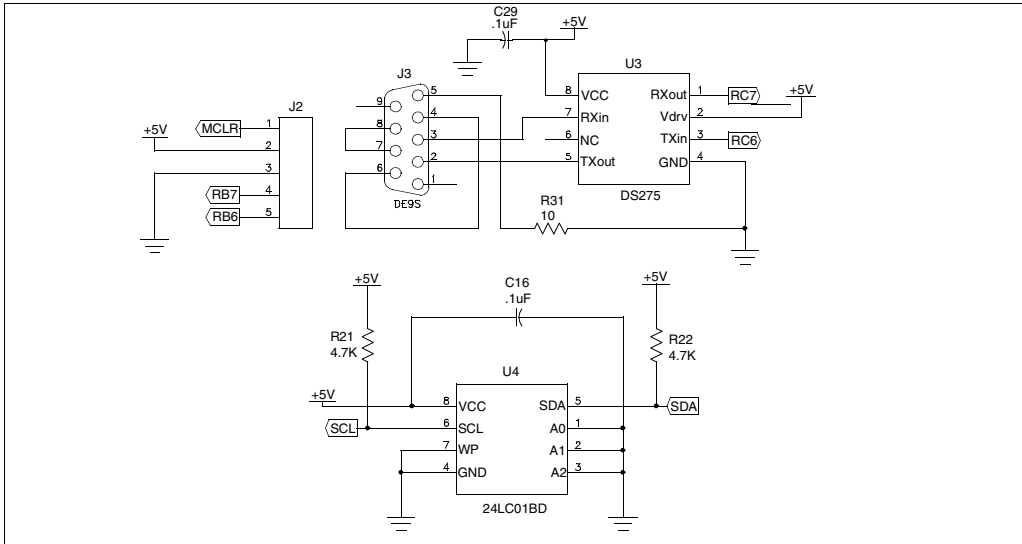 C29
.1uF
+5V
U3
8 VCC RXout 1 RC7
+5V
7 RXin Vdrv 2
6 NC TXin 3 RC6
5 TXout GND 4
DS275
J3
5
9
4
8
3
7
2
6
1
DE9S
R31
10
J2
MCLR 1
+5V
2
3
RB7 4
RB6 5
+5V
C16
.1uF
+5V
R21
4.7K
R22
4.7K
U4
+5V
8 VCC SDA 5 SDA
SCL 6 SCL A0 1
7 WP A1 2
4 GND A2 3
24LC01BD